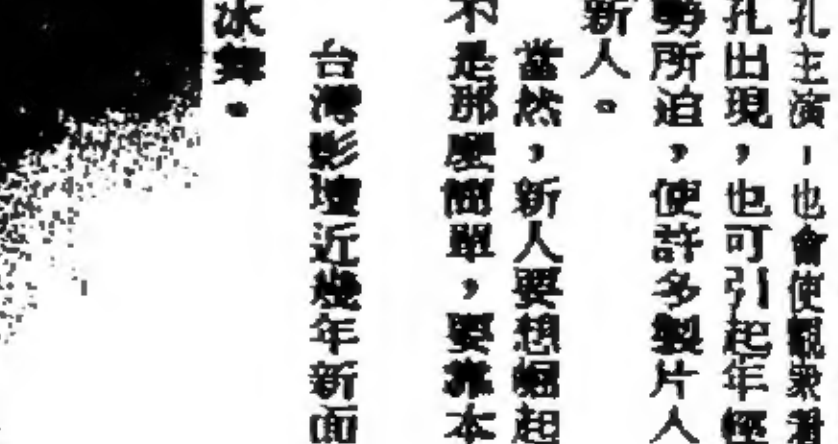 孔主演,也會使觀衆看
孔出現,也可引起年輕
勢所迫,使許多製片人
新人。
當然,新人要想崛起
不是那麼簡單,要靠本
台灣影壇近幾年新面
冰舞。